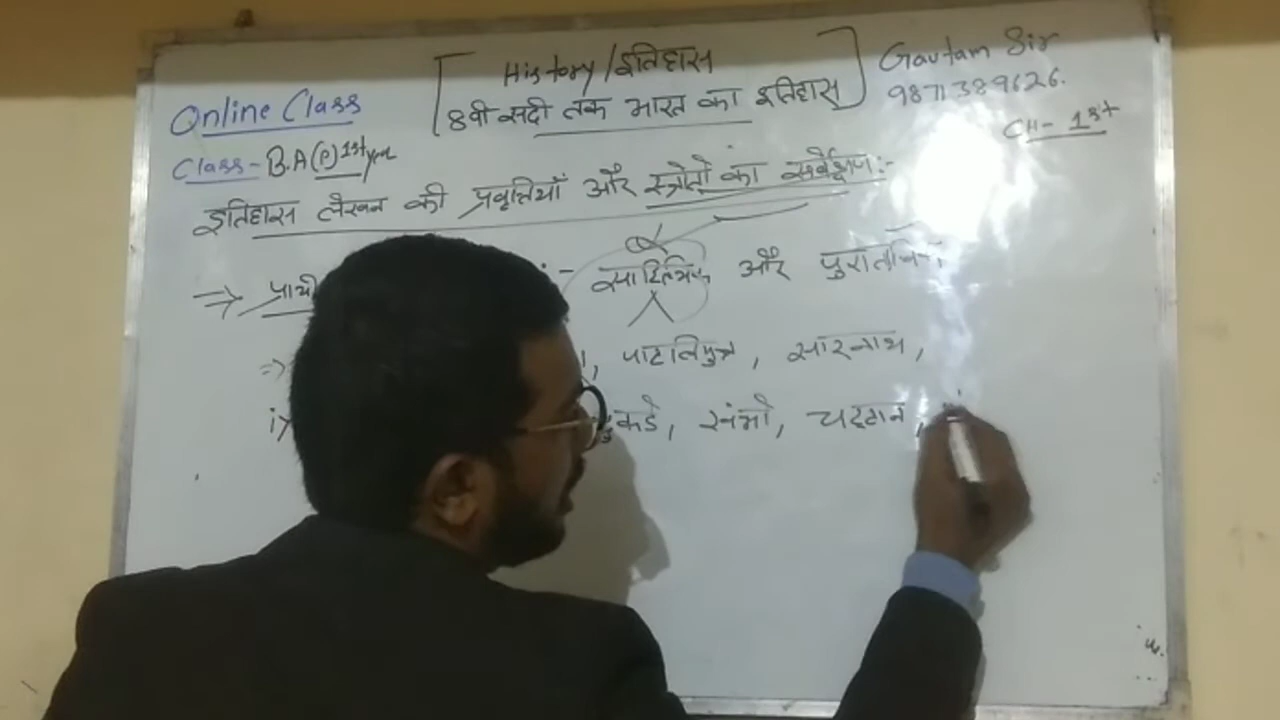 History/इतिहास
8वी सदी तक भारत का इतिहास
Gautam Sir
9871389626.
CH- 1st
Online Class
Class- B.A(P) 1st year
इतिहास लेखन की प्रवृत्तियाँ और स्त्रोतों का सर्वेक्षण:-
⇒ :- साहित्यिक और
⇒ , पाटलिपुत्र, सारनाथ,
i) टुकडे, खंभो, चट्टान,